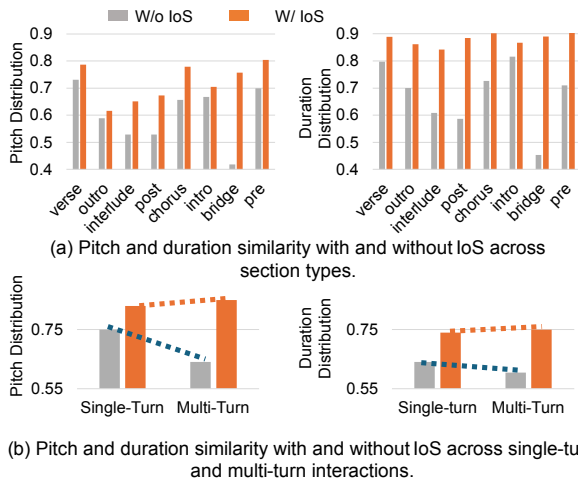 W/o IoS W/ IoS
Pitch Distribution
0.9
0.8
0.7
0.6
0.5
0.4
verse outro interlude post chorus intro bridge pre
Duration
Distribution
0.9
0.8
0.7
0.6
0.5
0.4
verse outro interlude post chorus intro bridge pre
(a) Pitch and duration similarity with and without IoS across
section types.
Pitch Distribution
0.75
0.55
Single-Turn Multi-Turn
Duration
Distribution
0.75
0.55
Single-turn Multi-Turn
(b) Pitch and duration similarity with and without IoS across single-tu
and multi-turn interactions.